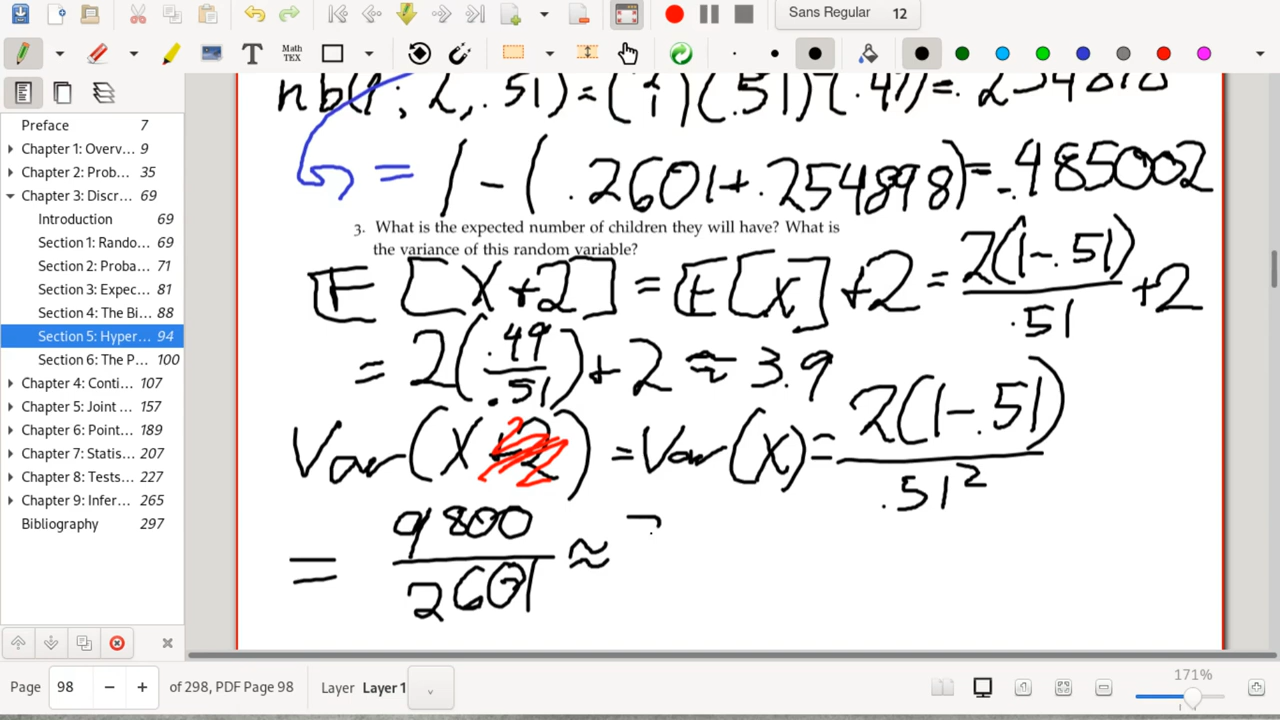 Sans Regular 12
Math
TEX
Preface 7
Chapter 1: Overv... 9
Chapter 2: Prob... 35
Chapter 3: Discr... 69
Introduction 69
Section 1: Rando... 69
Section 2: Proba... 71
Section 3: Expec... 81
Section 4: The Bi... 88
Section 5: Hyper... 94
Section 6: The P... 100
Chapter 4: Conti... 107
Chapter 5: Joint ... 157
Chapter 6: Point... 189
Chapter 7: Statis... 207
Chapter 8: Tests... 227
Chapter 9: Infer... 265
Bibliography 297
= 1 - ( .2601 + .254898) = .485002
3. What is the expected number of children they will have? What is
the variance of this random variable?
E [X+2] = E[X] + 2 = 2(1-.51)/.51 + 2
= 2(.49/.51) + 2 ≈ 3.9
Var(X+2) = Var(X) = 2(1-.51)/.51²
= 9800/2601 ≈
Page 98 - + of 298, PDF Page 98 Layer Layer 1 171%